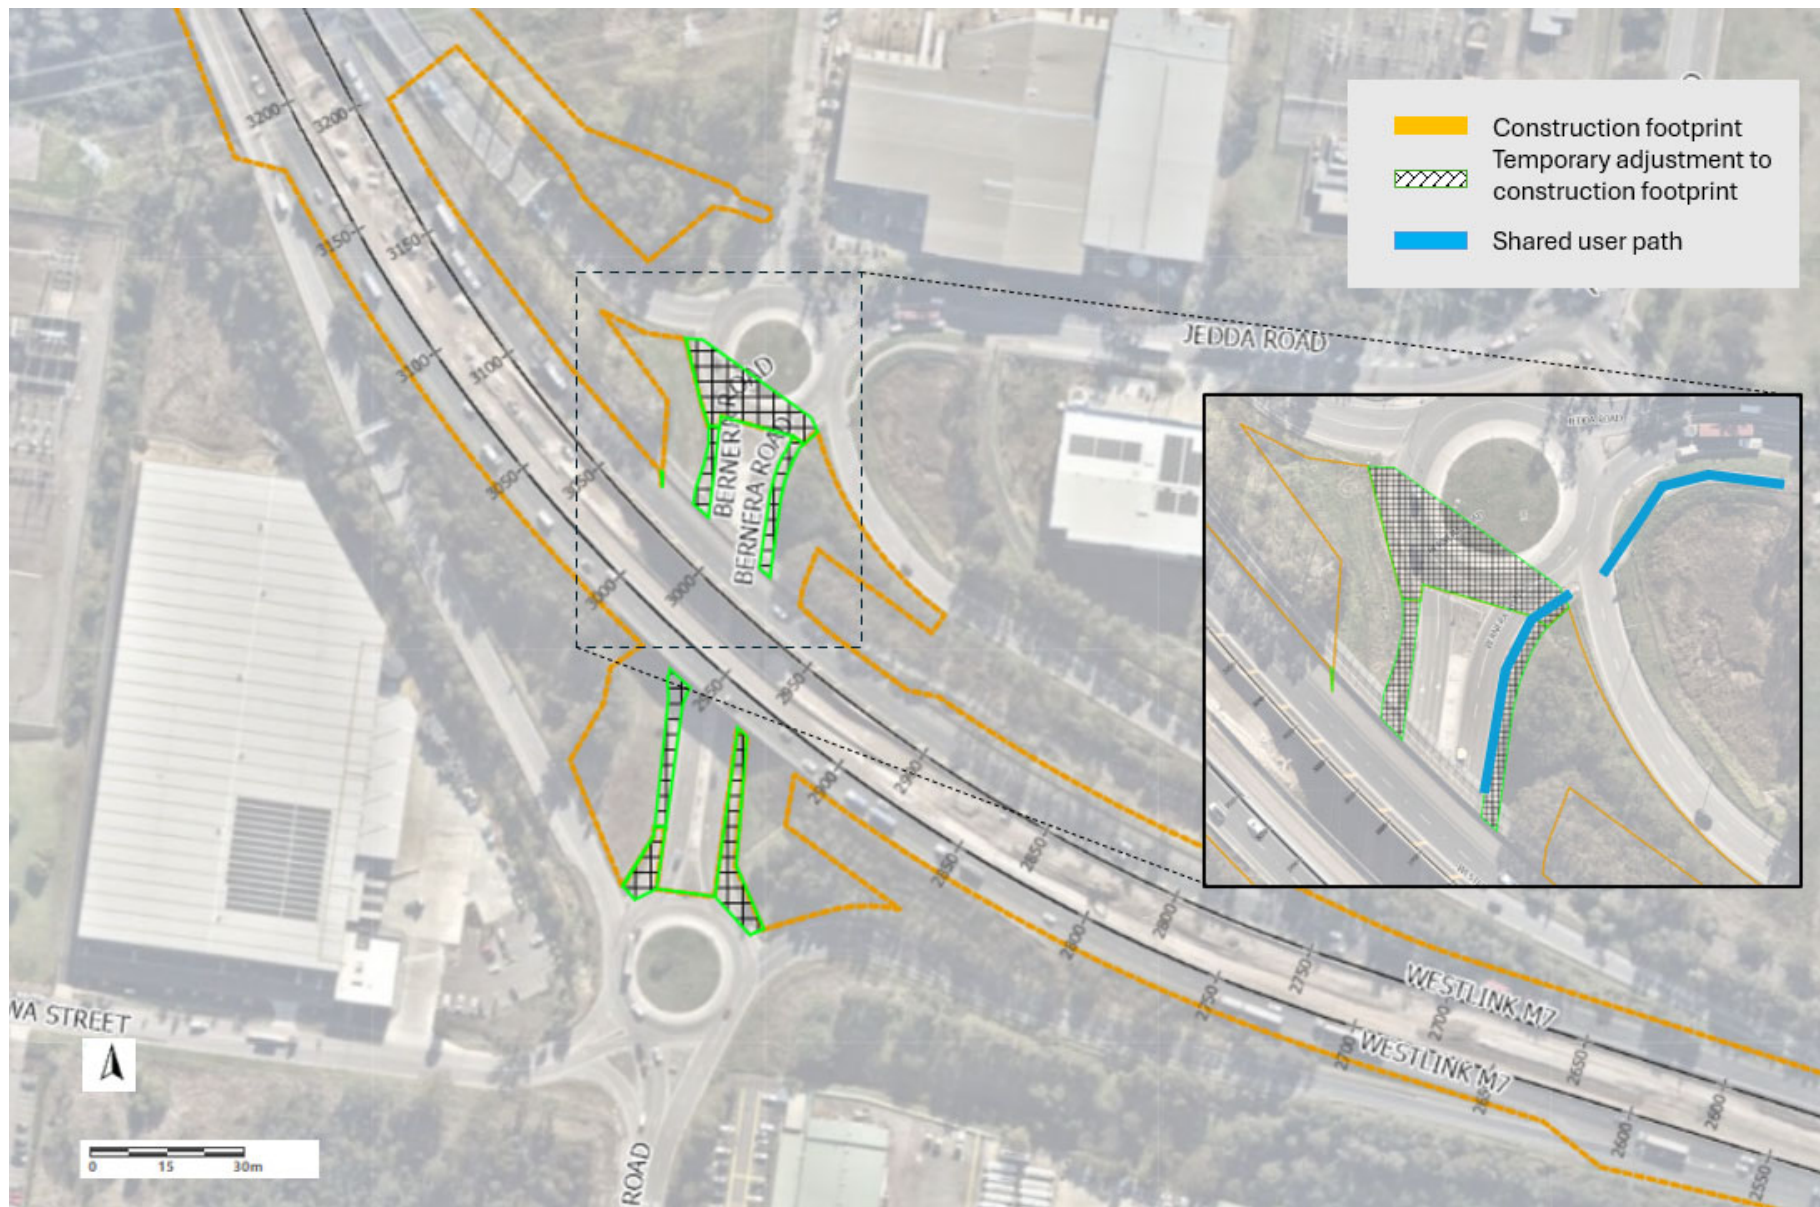 Construction footprint
Temporary adjustment to
construction footprint
Shared user path
3200
3200
3150
3150
3100
3100
3050
3050
3000
3000
2950
2950
2900
2900
2850
2850
2800
2800
2750
2750
2700
2700
2650
2600
2600
2550
JEDDA ROAD
BERNERA ROAD
BERNERA ROAD
JEDDA ROAD
WESTLINK M7
WESTLINK M7
WA STREET
ROAD
0 15 30m